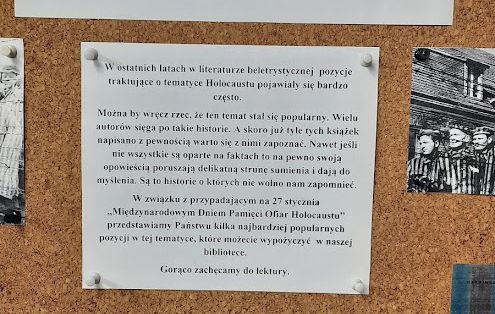 W ostatnich latach w literaturze beletrystycznej pozycje
traktujące o tematyce Holocaustu pojawiały się bardzo
często.
Można by wręcz rzec, że ten temat stał się popularny. Wielu
autorów sięga po takie historie. A skoro już tyle tych książek
napisano z pewnością warto się z nimi zapoznać. Nawet jeśli
nie wszystkie są oparte na faktach to na pewno swoją
opowieścią poruszają delikatną strunę sumienia i dają do
myślenia. Są to historie o których nie wolno nam zapomnieć.
W związku z przypadającym na 27 stycznia
„Międzynarodowym Dniem Pamięci Ofiar Holocaustu”
przedstawiamy Państwu kilka najbardziej popularnych
pozycji w tej tematyce, które możecie wypożyczyć w naszej
bibliotece.
Gorąco zachęcamy do lektury.